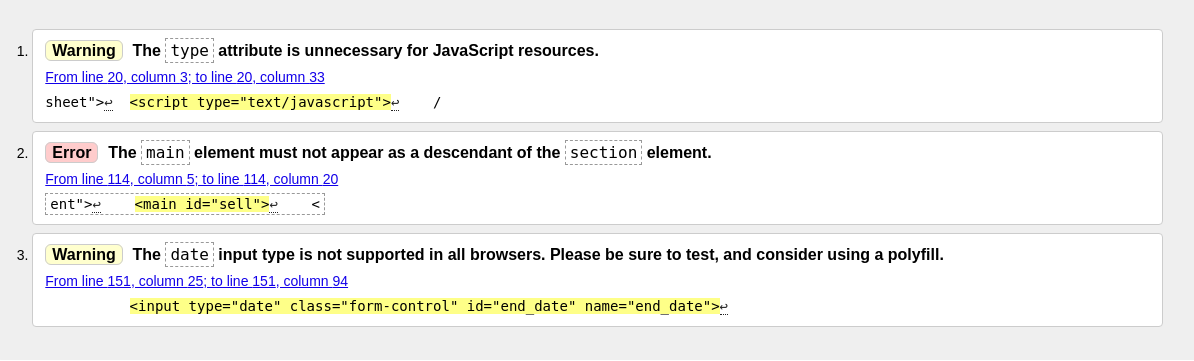 1. Warning The type attribute is unnecessary for JavaScript resources.
From line 20, column 3; to line 20, column 33
sheet">↩  <script type="text/javascript">↩    /
2. Error The main element must not appear as a descendant of the section element.
From line 114, column 5; to line 114, column 20
ent">↩    <main id="sell">↩    <
3. Warning The date input type is not supported in all browsers. Please be sure to test, and consider using a polyfill.
From line 151, column 25; to line 151, column 94
<input type="date" class="form-control" id="end_date" name="end_date">↩